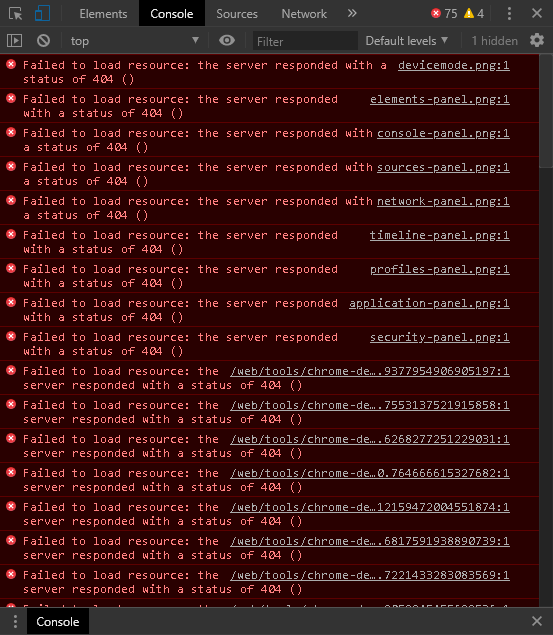 Elements Console Sources Network » 75 4
top Filter Default levels 1 hidden
Failed to load resource: the server responded with a devicemode.png:1
status of 404 ()
Failed to load resource: the server responded elements-panel.png:1
with a status of 404 ()
Failed to load resource: the server responded with console-panel.png:1
a status of 404 ()
Failed to load resource: the server responded with sources-panel.png:1
a status of 404 ()
Failed to load resource: the server responded with network-panel.png:1
a status of 404 ()
Failed to load resource: the server responded timeline-panel.png:1
with a status of 404 ()
Failed to load resource: the server responded profiles-panel.png:1
with a status of 404 ()
Failed to load resource: the server responded application-panel.png:1
with a status of 404 ()
Failed to load resource: the server responded security-panel.png:1
with a status of 404 ()
Failed to load resource: the /web/tools/chrome-de….9377954906905197:1
server responded with a status of 404 ()
Failed to load resource: the /web/tools/chrome-de….7553137521915858:1
server responded with a status of 404 ()
Failed to load resource: the /web/tools/chrome-de….6268277251229031:1
server responded with a status of 404 ()
Failed to load resource: the /web/tools/chrome-de…0.764666615327682:1
server responded with a status of 404 ()
Failed to load resource: the /web/tools/chrome-de…12159472004551874:1
server responded with a status of 404 ()
Failed to load resource: the /web/tools/chrome-de….6817591938890739:1
server responded with a status of 404 ()
Failed to load resource: the /web/tools/chrome-de….7221433283083569:1
server responded with a status of 404 ()
Console